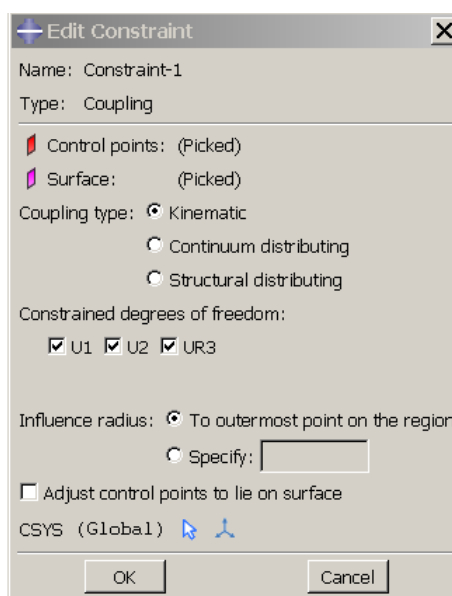 Edit Constraint
Name: Constraint-1
Type: Coupling
Control points: (Picked)
Surface: (Picked)
Coupling type: Kinematic
Continuum distributing
Structural distributing
Constrained degrees of freedom:
U1 U2 UR3
Influence radius: To outermost point on the region
Specify:
Adjust control points to lie on surface
CSYS (Global)
OK Cancel